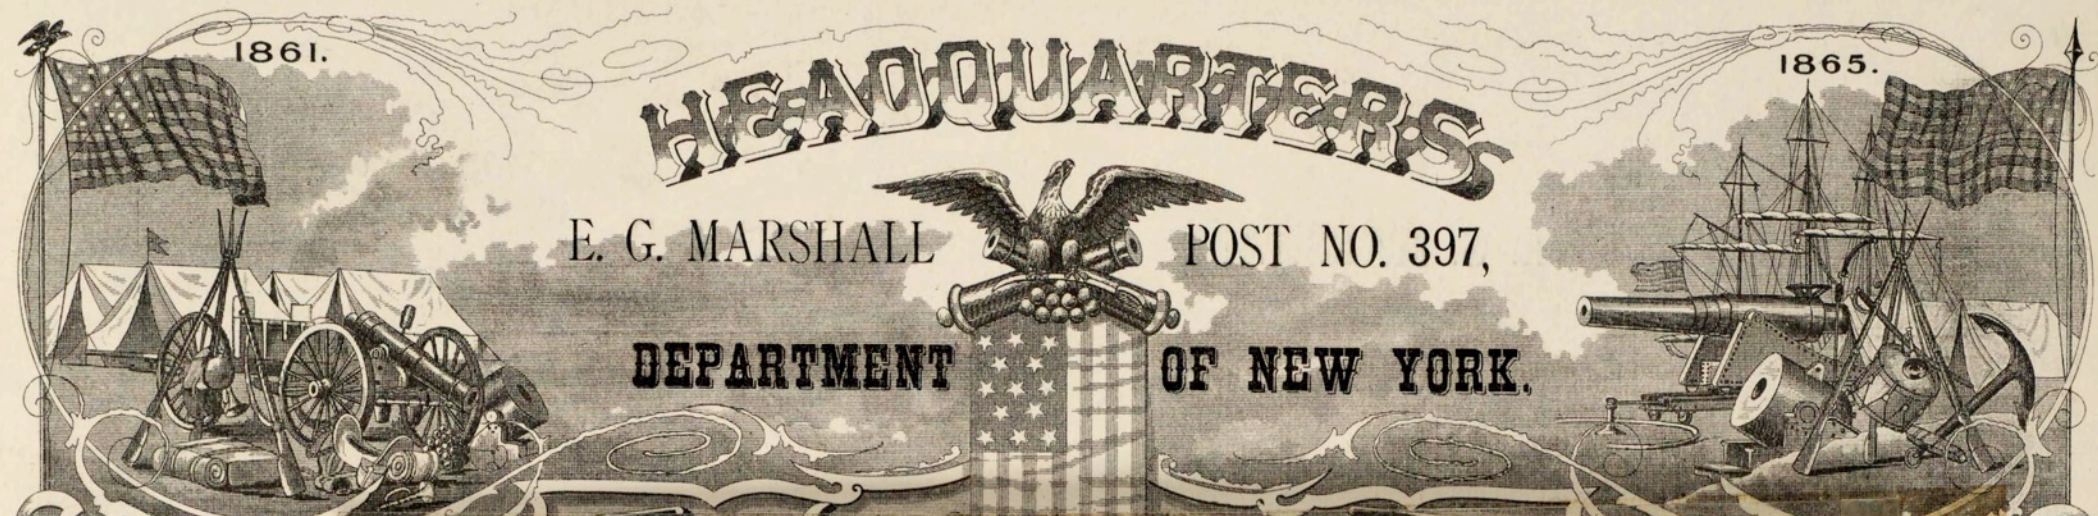 1861.
1865.
HEADQUARTERS
E. G. MARSHALL POST NO. 397,
DEPARTMENT OF NEW YORK.